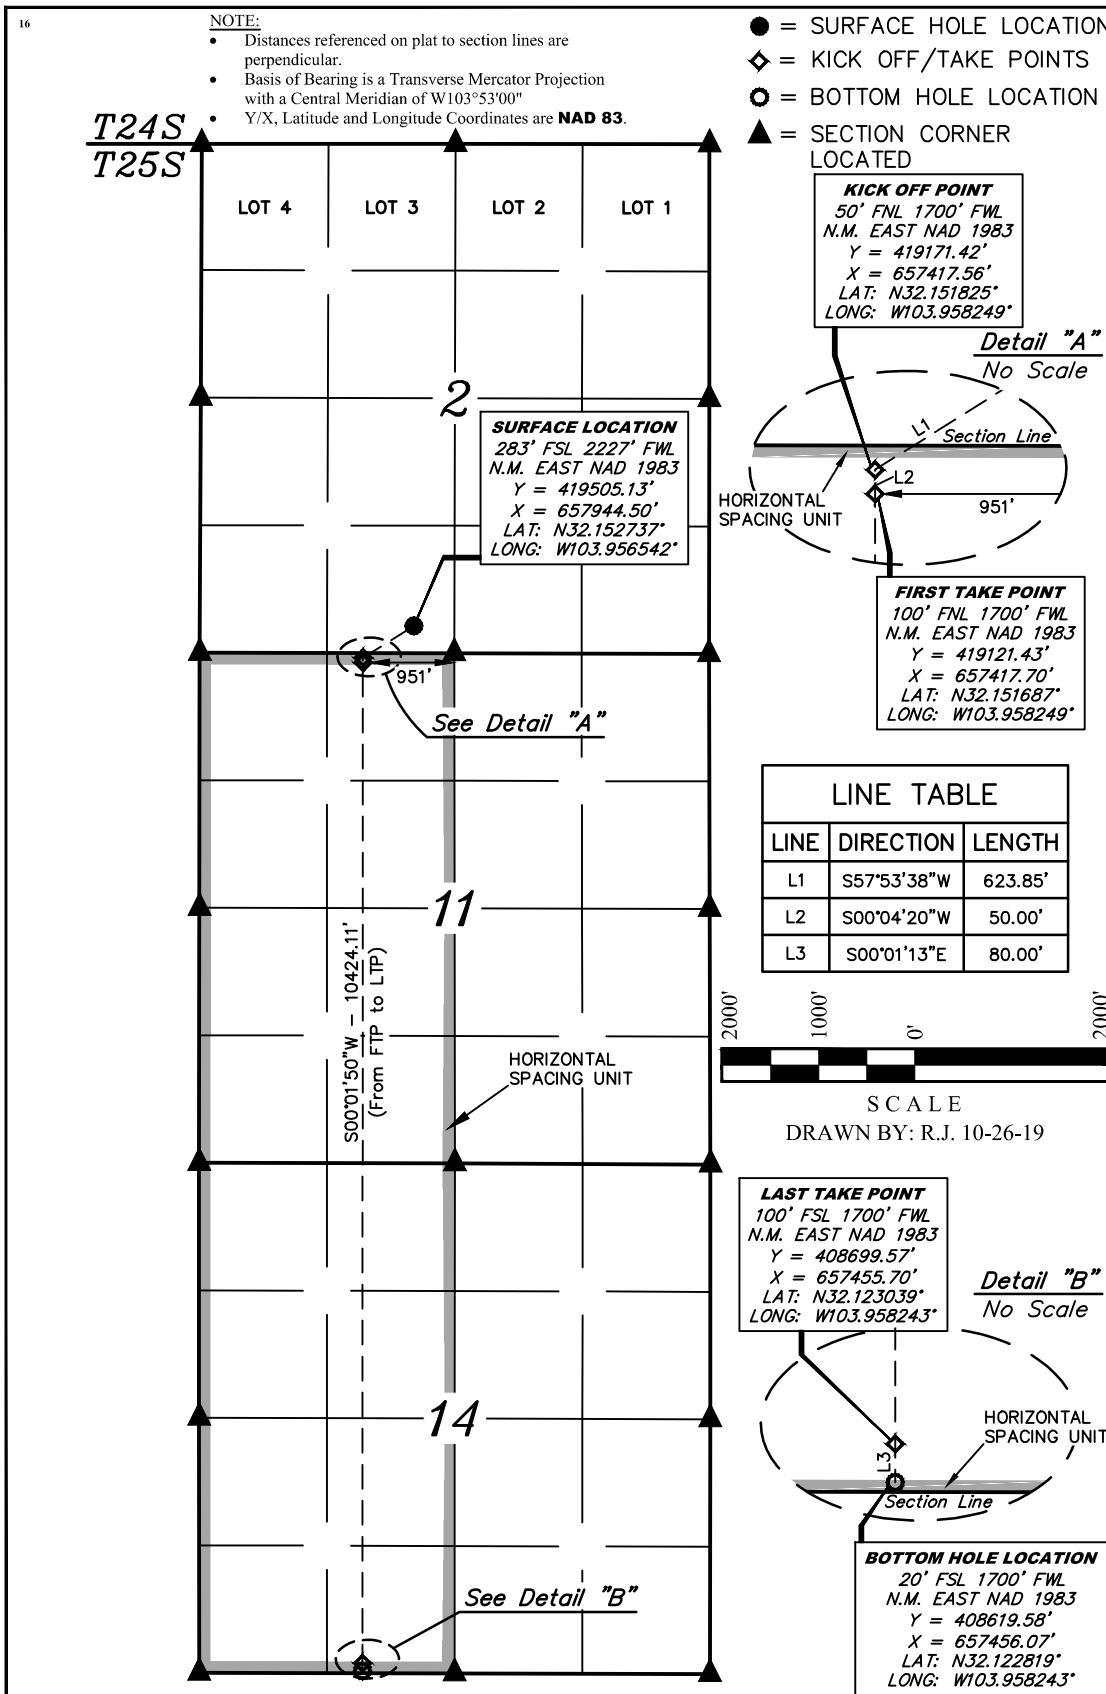 16
NOTE:
• Distances referenced on plat to section lines are
perpendicular.
• Basis of Bearing is a Transverse Mercator Projection
with a Central Meridian of W103°53'00"
• Y/X, Latitude and Longitude Coordinates are NAD 83.
● = SURFACE HOLE LOCATION
= KICK OFF/TAKE POINTS
= BOTTOM HOLE LOCATION
▲ = SECTION CORNER
LOCATED
T24S
T25S
LOT 4
LOT 3
LOT 2
LOT 1
KICK OFF POINT
50' FNL 1700' FWL
N.M. EAST NAD 1983
Y = 419171.42'
X = 657417.56'
LAT: N32.151825°
LONG: W103.958249°
Detail "A"
No Scale
L1
Section Line
L2
951'
HORIZONTAL
SPACING UNIT
2
SURFACE LOCATION
283' FSL 2227' FWL
N.M. EAST NAD 1983
Y = 419505.13'
X = 657944.50'
LAT: N32.152737°
LONG: W103.956542°
FIRST TAKE POINT
100' FNL 1700' FWL
N.M. EAST NAD 1983
Y = 419121.43'
X = 657417.70'
LAT: N32.151687°
LONG: W103.958249°
951'
See Detail "A"
LINE TABLE
LINE DIRECTION LENGTH
L1 S57°53'38"W 623.85'
L2 S00°04'20"W 50.00'
L3 S00°01'13"E 80.00'
11
S00°01'50"W – 10424.11'
(From FTP to LTP)
HORIZONTAL
SPACING UNIT
2000' 1000' 0' 2000'
SCALE
DRAWN BY: R.J. 10-26-19
LAST TAKE POINT
100' FSL 1700' FWL
N.M. EAST NAD 1983
Y = 408699.57'
X = 657455.70'
LAT: N32.123039°
LONG: W103.958243°
Detail "B"
No Scale
14
HORIZONTAL
SPACING UNIT
L3
Section Line
See Detail "B"
BOTTOM HOLE LOCATION
20' FSL 1700' FWL
N.M. EAST NAD 1983
Y = 408619.58'
X = 657456.07'
LAT: N32.122819°
LONG: W103.958243°